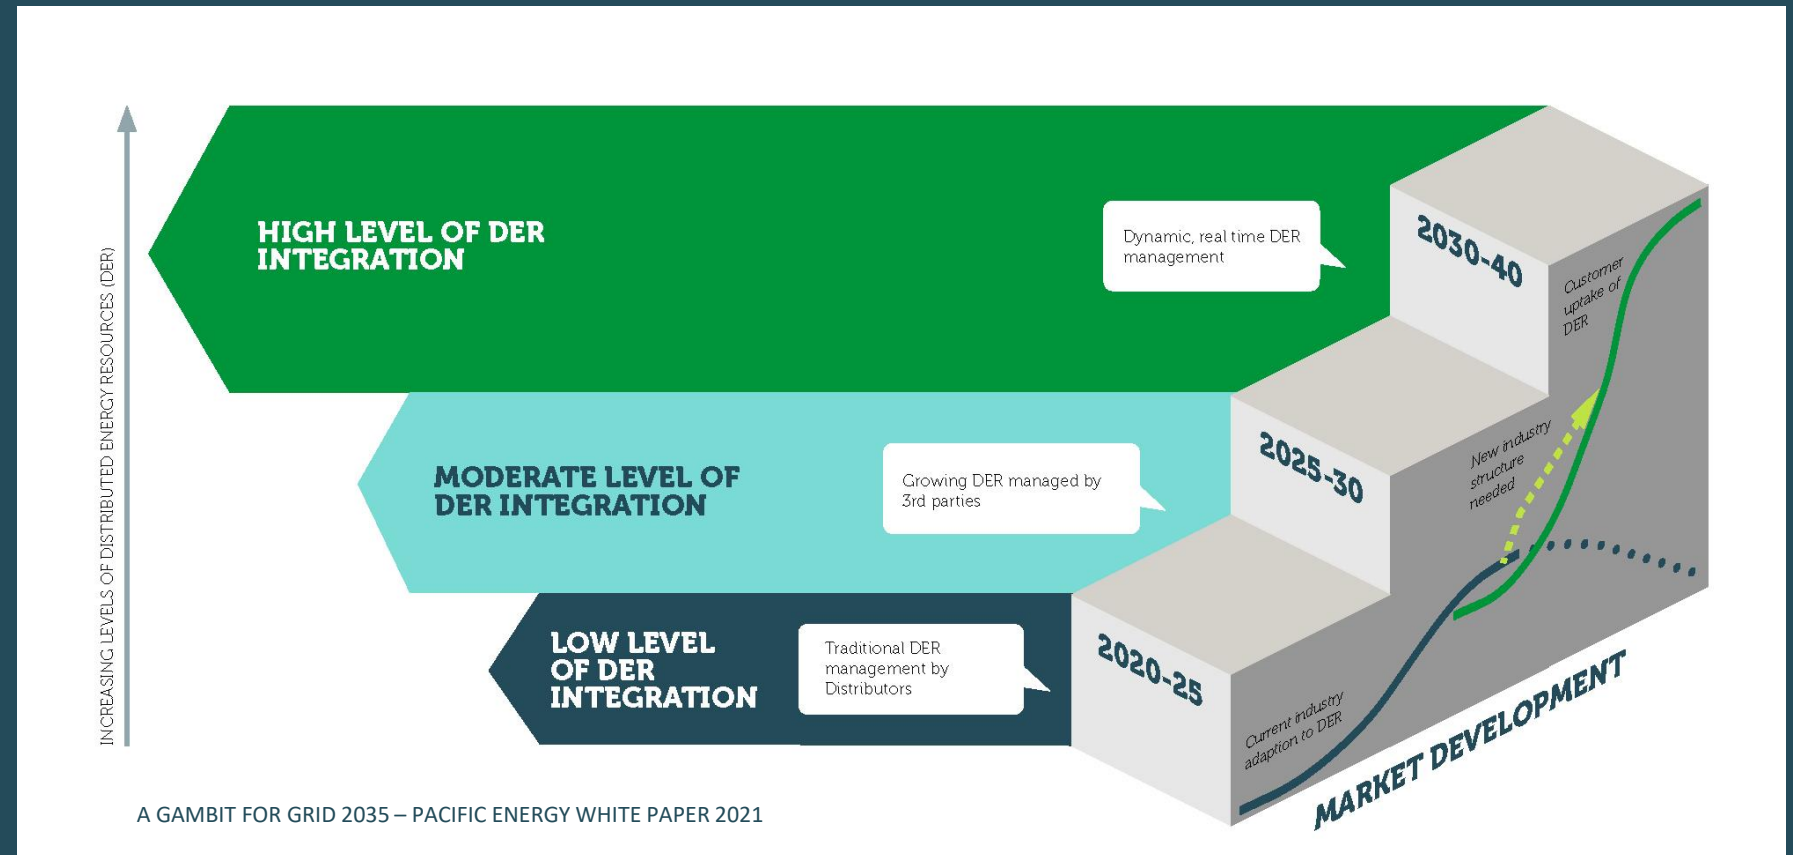 INCREASING LEVELS OF DISTRIBUTED ENERGY RESOURCES (DER)
HIGH LEVEL OF DER
INTEGRATION
Dynamic, real time DER
management
2030-40
Customer
uptake of
DER
MODERATE LEVEL OF
DER INTEGRATION
Growing DER managed by
3rd parties
2025-30
New industry
structure
needed
LOW LEVEL
OF DER
INTEGRATION
Traditional DER
management by
Distributors
2020-25
Current industry
adaption to DER
MARKET DEVELOPMENT
A GAMBIT FOR GRID 2035 – PACIFIC ENERGY WHITE PAPER 2021